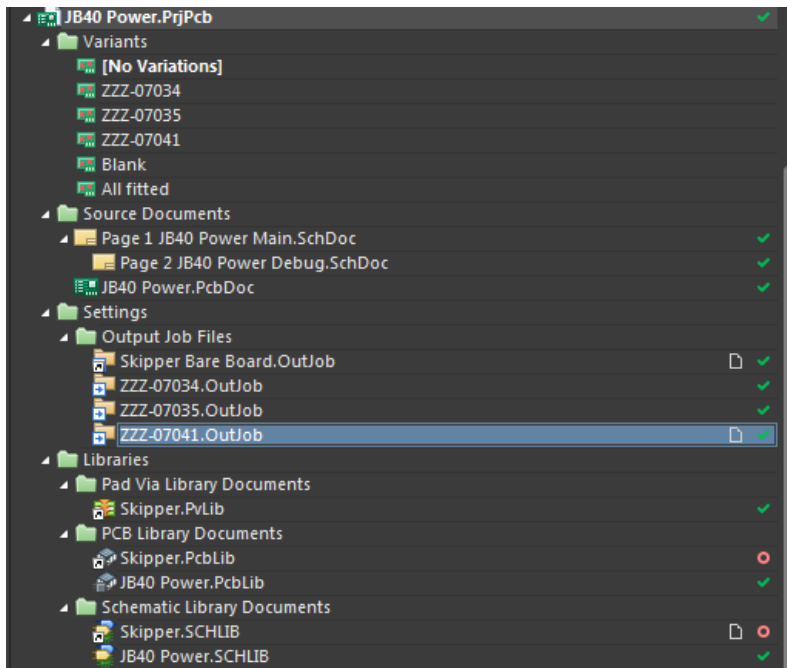 JB40 Power.PrjPcb
Variants
[No Variations]
ZZZ-07034
ZZZ-07035
ZZZ-07041
Blank
All fitted
Source Documents
Page 1 JB40 Power Main.SchDoc
Page 2 JB40 Power Debug.SchDoc
JB40 Power.PcbDoc
Settings
Output Job Files
Skipper Bare Board.OutJob
ZZZ-07034.OutJob
ZZZ-07035.OutJob
ZZZ-07041.OutJob
Libraries
Pad Via Library Documents
Skipper.PvLib
PCB Library Documents
Skipper.PcbLib
JB40 Power.PcbLib
Schematic Library Documents
Skipper.SCHLIB
JB40 Power.SCHLIB